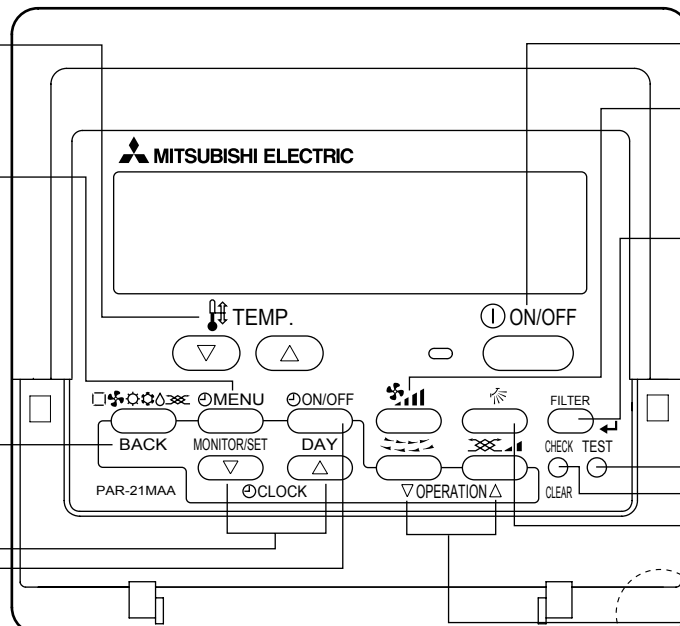 MITSUBISHI ELECTRIC
TEMP.
ON/OFF
MENU
ON/OFF
FILTER
BACK
MONITOR/SET
DAY
CHECK
TEST
PAR-21MAA
CLOCK
OPERATION
CLEAR